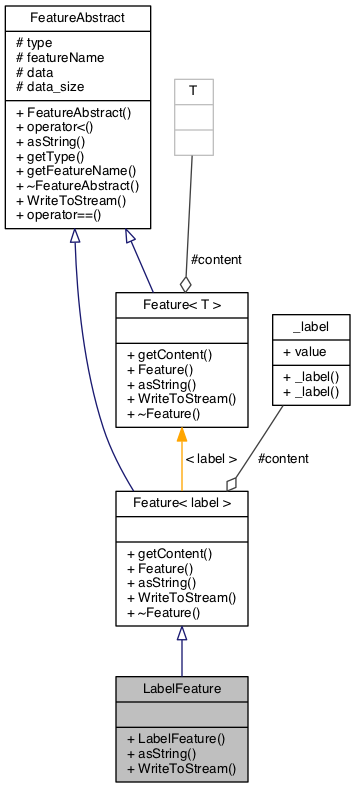 FeatureAbstract
# type
# featureName
# data
# data_size
+ FeatureAbstract()
+ operator<()
+ asString()
+ getType()
+ getFeatureName()
+ ~FeatureAbstract()
+ WriteToStream()
+ operator==()
T
#content
Feature< T >
+ getContent()
+ Feature()
+ asString()
+ WriteToStream()
+ ~Feature()
_label
+ value
+ _label()
+ _label()
< label >
#content
Feature< label >
+ getContent()
+ Feature()
+ asString()
+ WriteToStream()
+ ~Feature()
LabelFeature
+ LabelFeature()
+ asString()
+ WriteToStream()